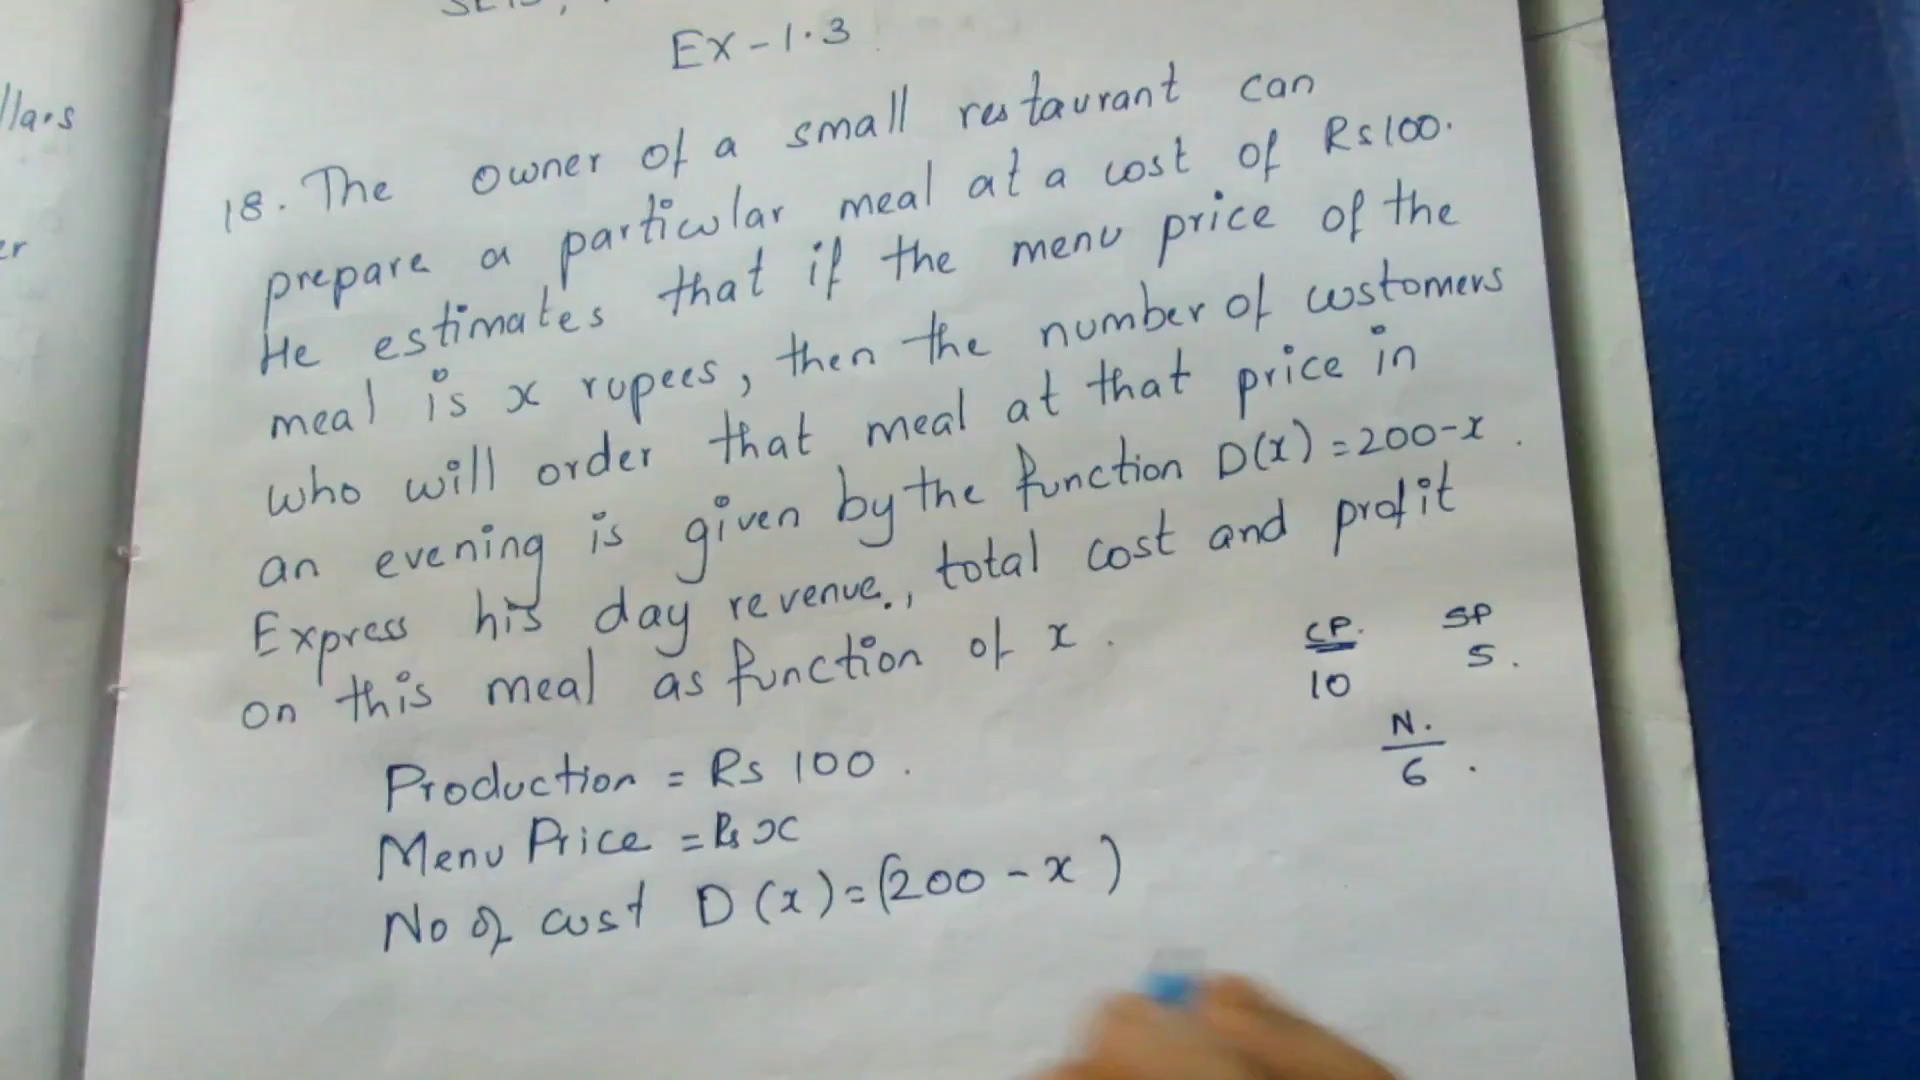 Ex-1.3
18. The owner of a small restaurant can
prepare a particular meal at a cost of Rs100.
He estimates that if the menu price of the
meal is x rupees, then the number of customers
who will order that meal at that price in
an evening is given by the function D(x)=200-x.
Express his day revenue., total cost and profit
on this meal as function of x.
CP. SP
10 5.
N.
6.
Production = Rs 100.
Menu Price = Rs x
No of cust D(x)=(200-x)